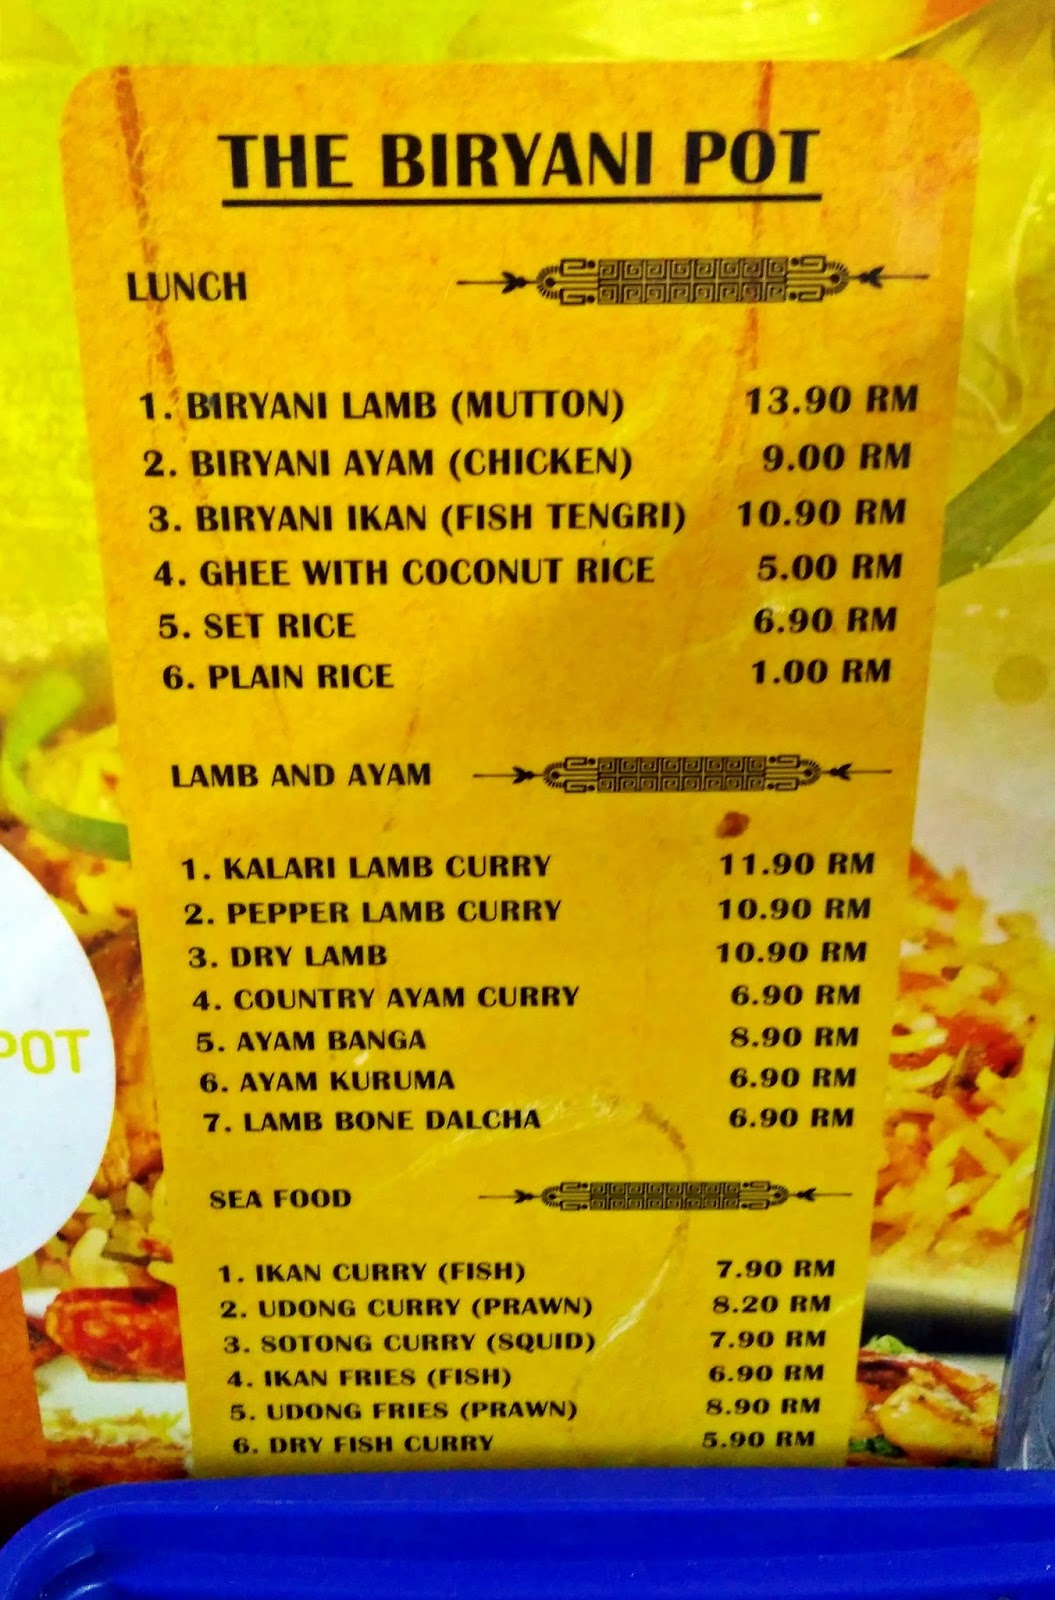 THE BIRYANI POT
LUNCH
1. BIRYANI LAMB (MUTTON) 13.90 RM
2. BIRYANI AYAM (CHICKEN) 9.00 RM
3. BIRYANI IKAN (FISH TENGRI) 10.90 RM
4. GHEE WITH COCONUT RICE 5.00 RM
5. SET RICE 6.90 RM
6. PLAIN RICE 1.00 RM
LAMB AND AYAM
1. KALARI LAMB CURRY 11.90 RM
2. PEPPER LAMB CURRY 10.90 RM
3. DRY LAMB 10.90 RM
4. COUNTRY AYAM CURRY 6.90 RM
5. AYAM BANGA 8.90 RM
6. AYAM KURUMA 6.90 RM
7. LAMB BONE DALCHA 6.90 RM
SEA FOOD
1. IKAN CURRY (FISH) 7.90 RM
2. UDONG CURRY (PRAWN) 8.20 RM
3. SOTONG CURRY (SQUID) 7.90 RM
4. IKAN FRIES (FISH) 6.90 RM
5. UDONG FRIES (PRAWN) 8.90 RM
6. DRY FISH CURRY 5.90 RM
POT